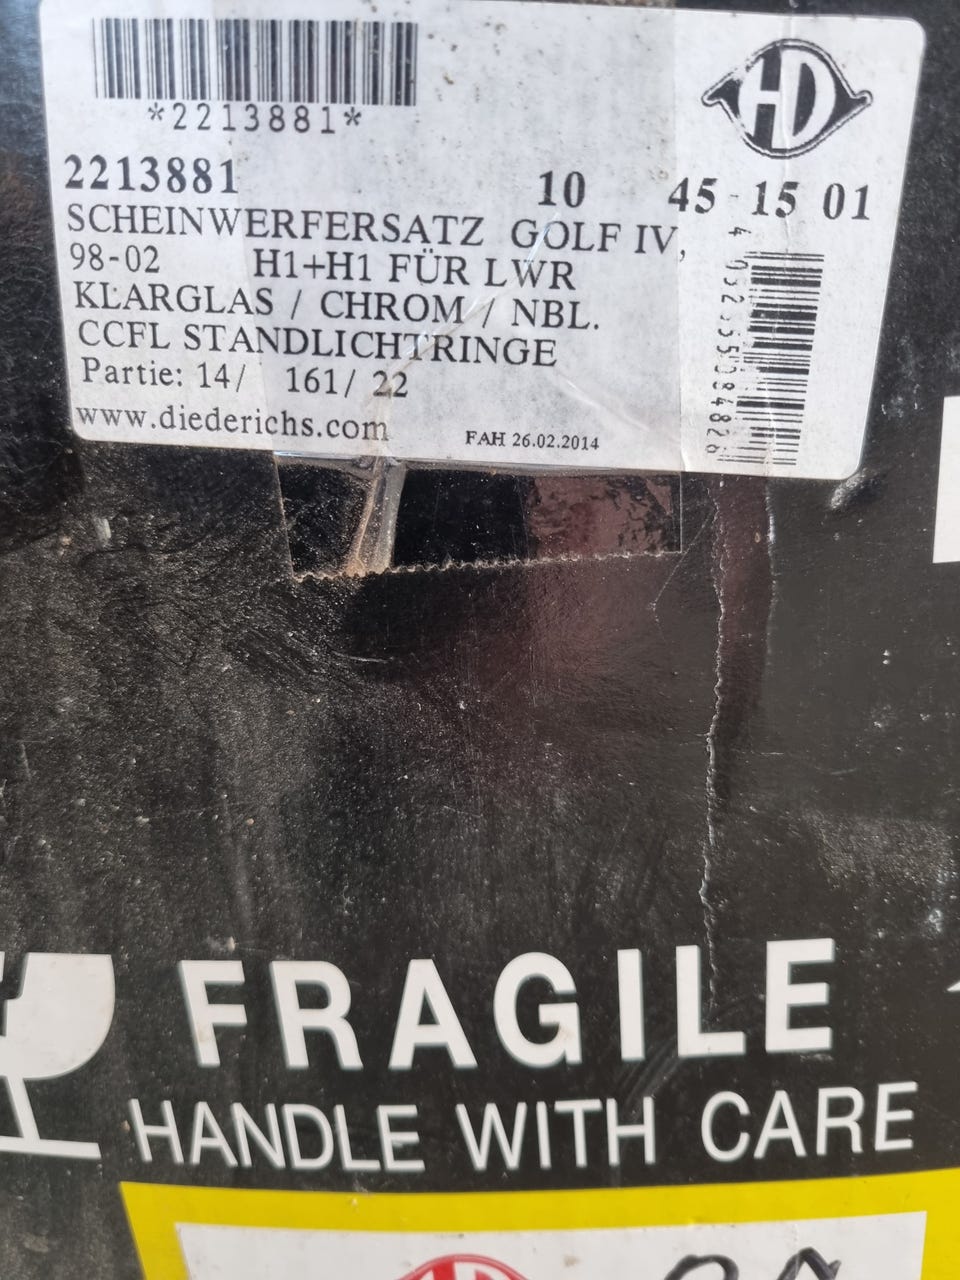 *2213881*
HD
2213881 10 45 - 15 01
SCHEINWERFERSATZ GOLF IV,
98-02 H1+H1 FÜR LWR
KLARGLAS / CHROM / NBL.
CCFL STANDLICHTRINGE
Partie: 14/ 161/ 22
www.diederichs.com
FAH 26.02.2014
FRAGILE
HANDLE WITH CARE